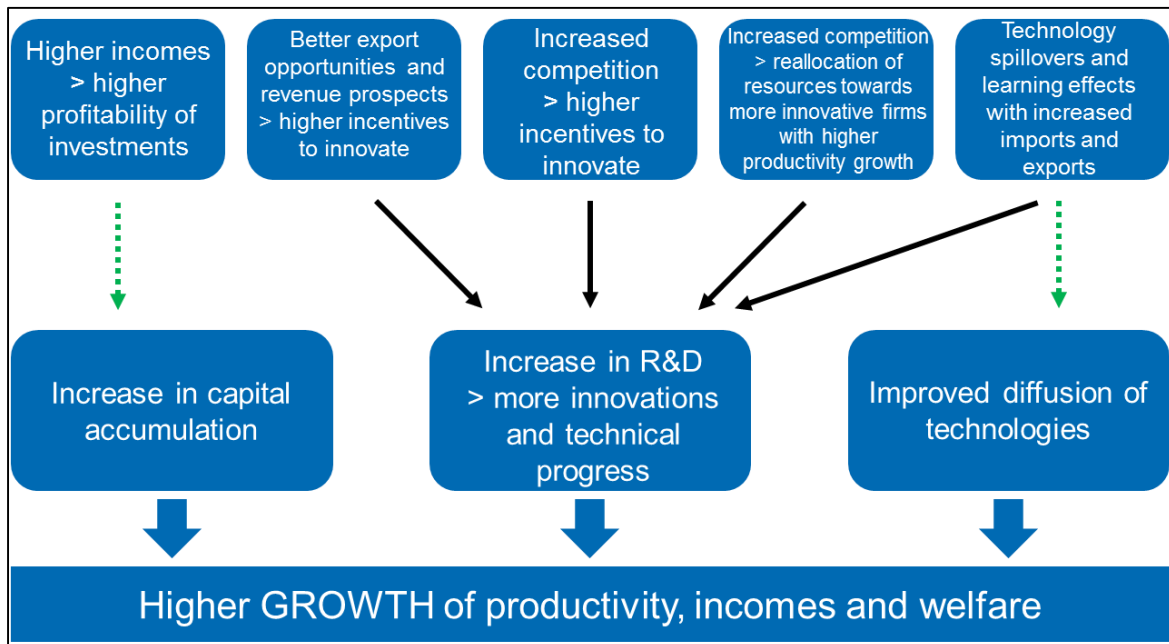 Higher incomes
> higher
profitability of
investments
Better export
opportunities and
revenue prospects
> higher incentives
to innovate
Increased
competition
> higher
incentives to
innovate
Increased competition
> reallocation of
resources towards
more innovative firms
with higher
productivity growth
Technology
spillovers and
learning effects
with increased
imports and
exports
Increase in capital
accumulation
Increase in R&D
> more innovations
and technical
progress
Improved diffusion of
technologies
Higher GROWTH of productivity, incomes and welfare